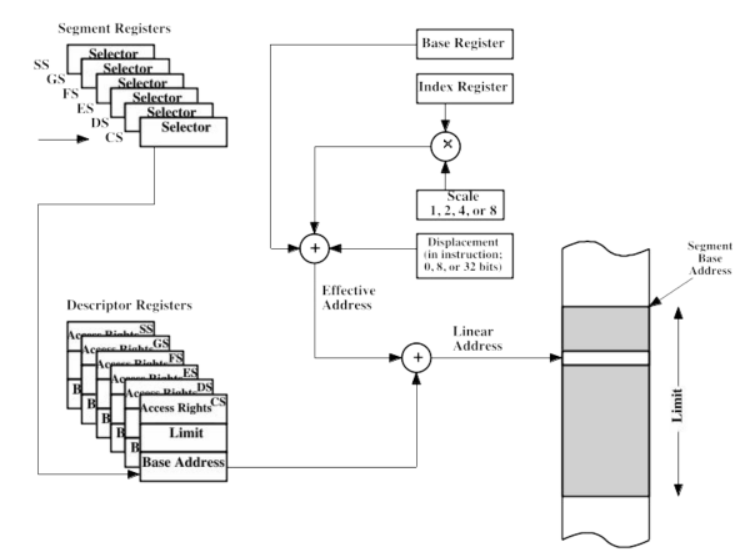 Segment Registers
SS
Selector
GS
Selector
FS
Selector
ES
Selector
DS
Selector
CS
Selector
Base Register
Index Register
×
Scale
1, 2, 4, or 8
+
Displacement
(in instruction;
0, 8, or 32 bits)
Effective
Address
Segment
Base
Address
Descriptor Registers
Access Rights SS
B
Access Rights GS
B
Access Rights FS
B
Access Rights ES
B
Access Rights DS
B
Access Rights CS
Limit
Base Address
+
Linear
Address
Limit